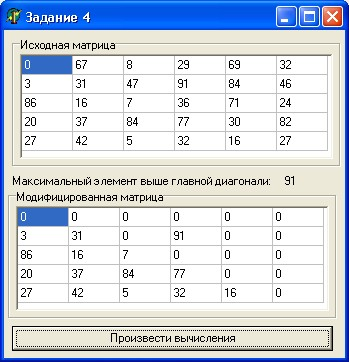 Задание 4
Исходная матрица
0 67 8 29 69 32
3 31 47 91 84 46
86 16 7 36 71 24
20 37 84 77 30 82
27 42 5 32 16 27
Максимальный элемент выше главной диагонали: 91
Модифицированная матрица
0 0 0 0 0 0
3 31 0 91 0 0
86 16 7 0 0 0
20 37 84 77 0 0
27 42 5 32 16 0
Произвести вычисления